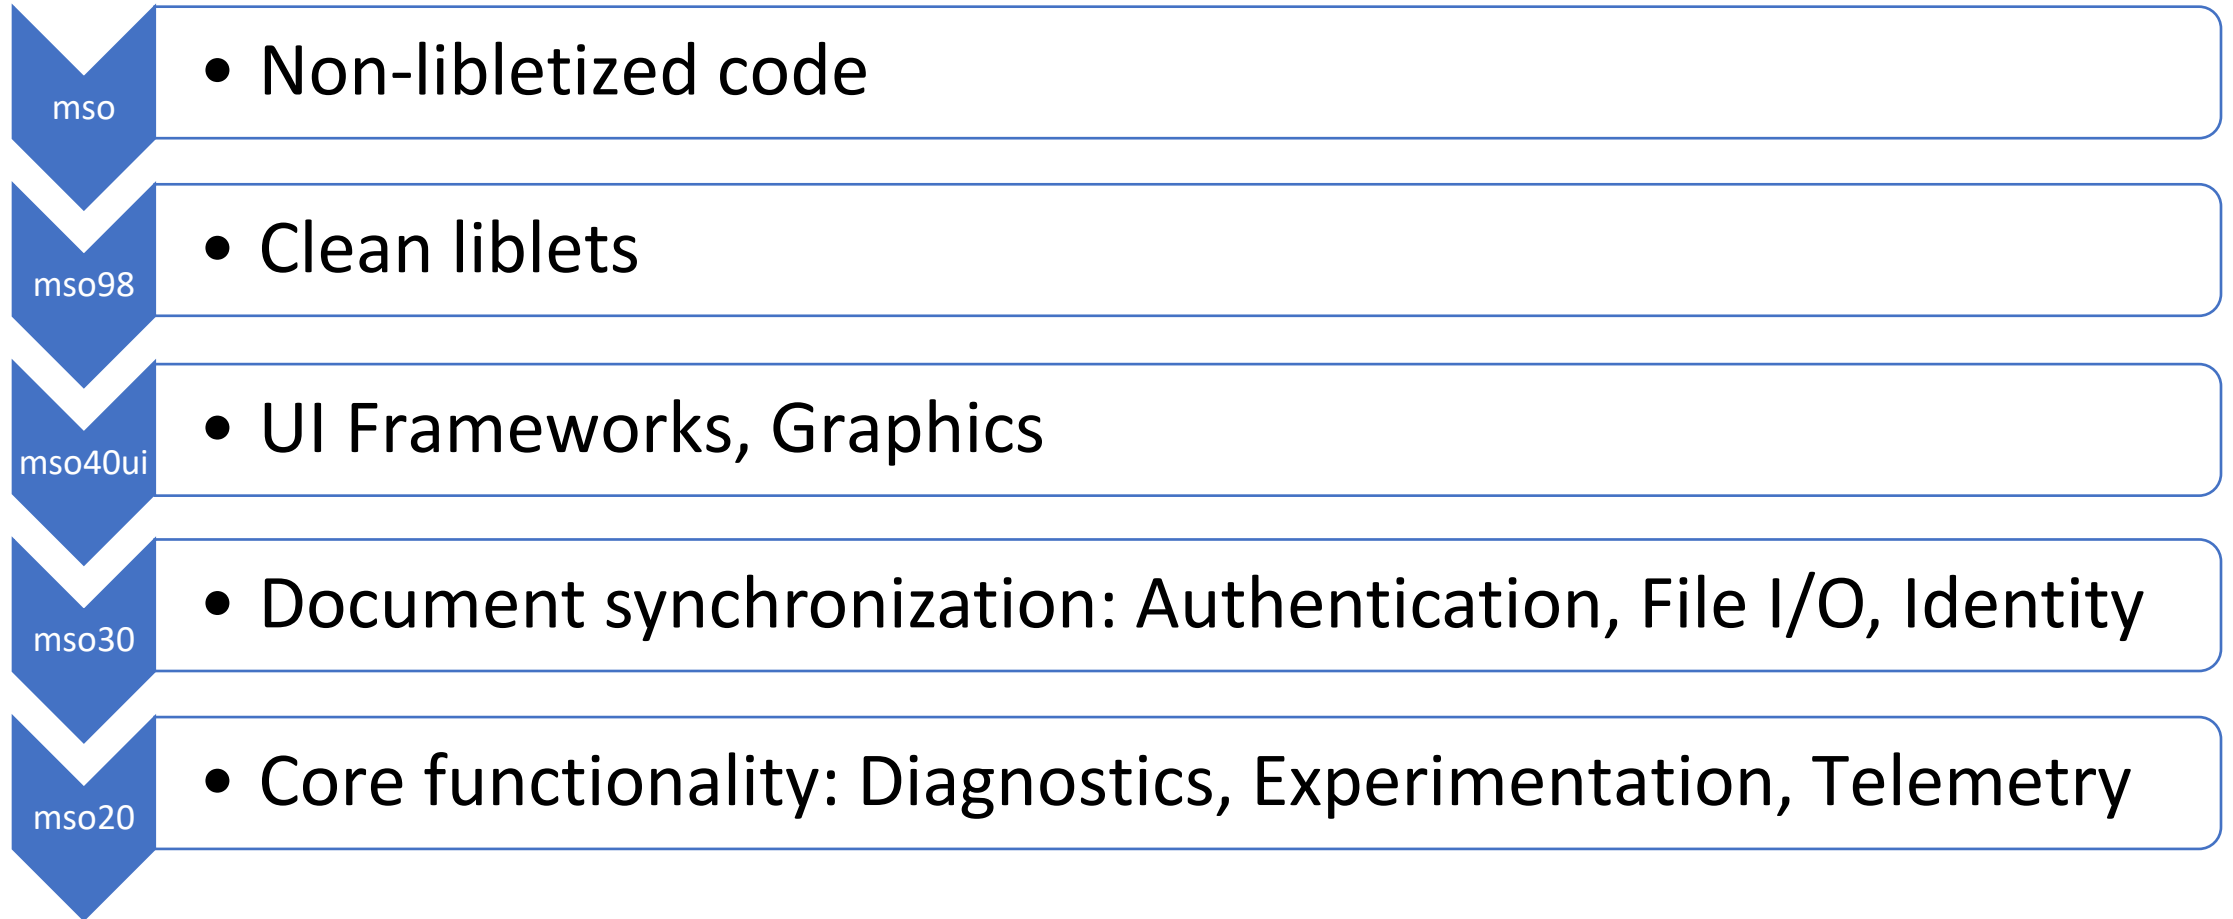 mso
• Non-libletized code
mso98
• Clean liblets
mso40ui
• UI Frameworks, Graphics
mso30
• Document synchronization: Authentication, File I/O, Identity
mso20
• Core functionality: Diagnostics, Experimentation, Telemetry